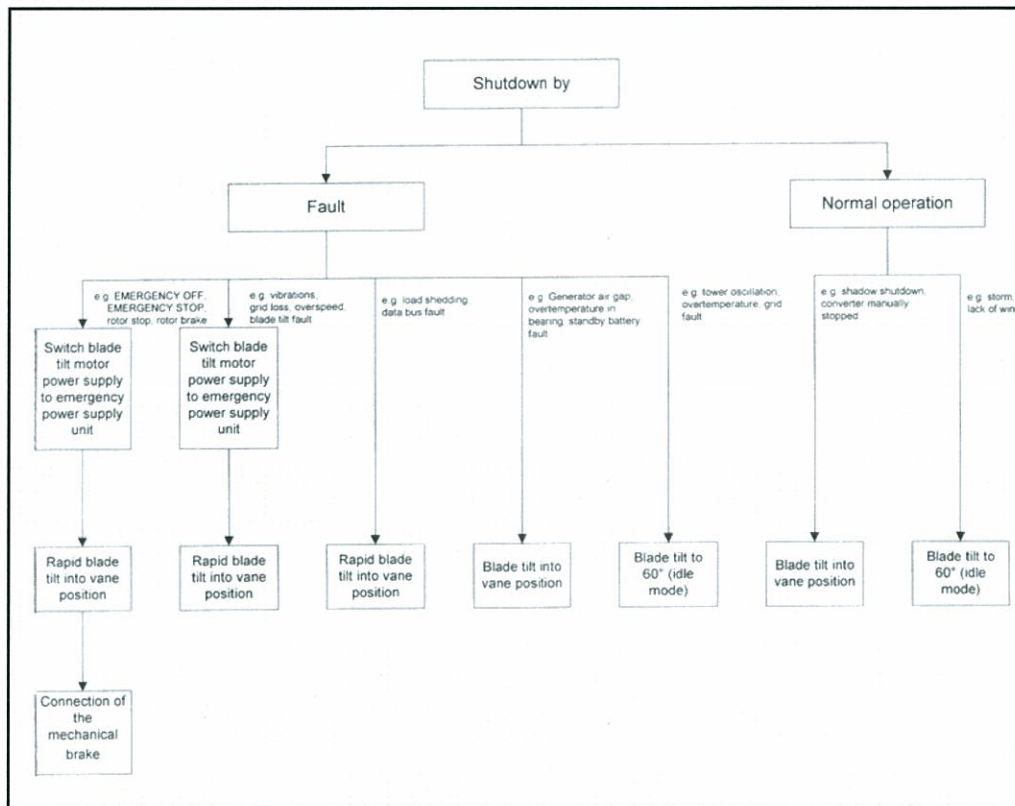 Shutdown by
Fault
Normal operation
e.g. EMERGENCY OFF,
EMERGENCY STOP,
rotor stop, rotor brake
e.g. vibrations,
grid loss, overspeed,
blade tilt fault
e.g. load shedding,
data bus fault
e.g. Generator air gap,
overtemperature in
bearing, standby battery
fault
e.g. tower oscillation,
overtemperature, grid
fault
e.g. shadow shutdown,
converter manually
stopped
e.g. storm,
lack of win
Switch blade
tilt motor
power supply
to emergency
power supply
unit
Switch blade
tilt motor
power supply
to emergency
power supply
unit
Rapid blade
tilt into vane
position
Rapid blade
tilt into vane
position
Rapid blade
tilt into vane
position
Blade tilt into
vane position
Blade tilt to
60° (idle
mode)
Blade tilt into
vane position
Blade tilt to
60° (idle
mode)
Connection of
the
mechanical
brake